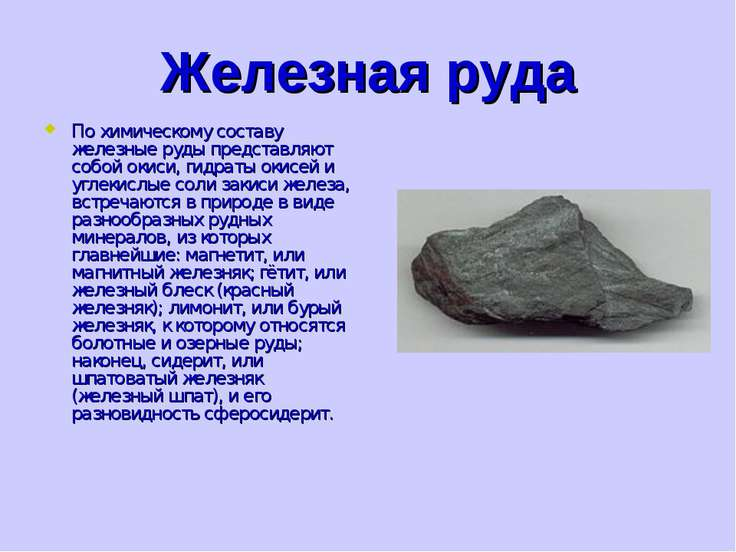 Железная руда
По химическому составу
железные руды представляют
собой окиси, гидраты окисей и
углекислые соли закиси железа,
встречаются в природе в виде
разнообразных рудных
минералов, из которых
главнейшие: магнетит, или
магнитный железняк; гётит, или
железный блеск (красный
железняк); лимонит, или бурый
железняк, к которому относятся
болотные и озерные руды;
наконец, сидерит, или
шпатоватый железняк
(железный шпат), и его
разновидность сферосидерит.